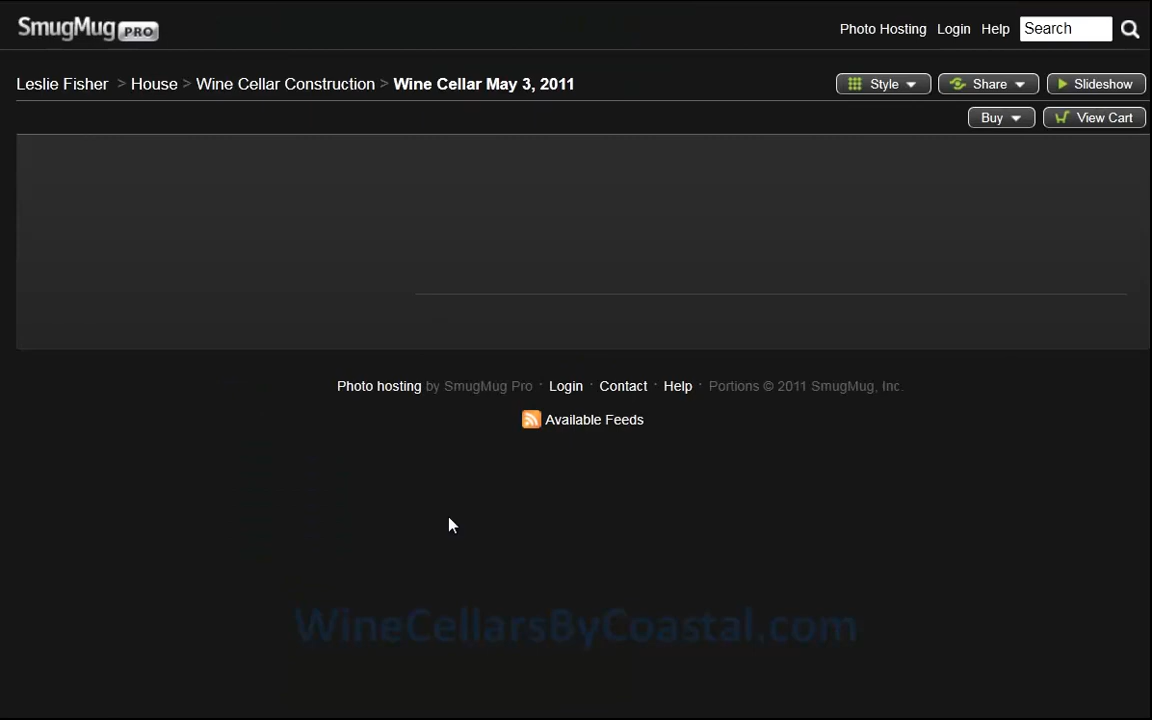 SmugMug PRO
Photo Hosting Login Help Search
Leslie Fisher > House > Wine Cellar Construction > Wine Cellar May 3, 2011
Style Share Slideshow
Buy View Cart
Photo hosting by SmugMug Pro · Login · Contact · Help · Portions © 2011 SmugMug, Inc.
Available Feeds
WineCellarsByCoastal.com